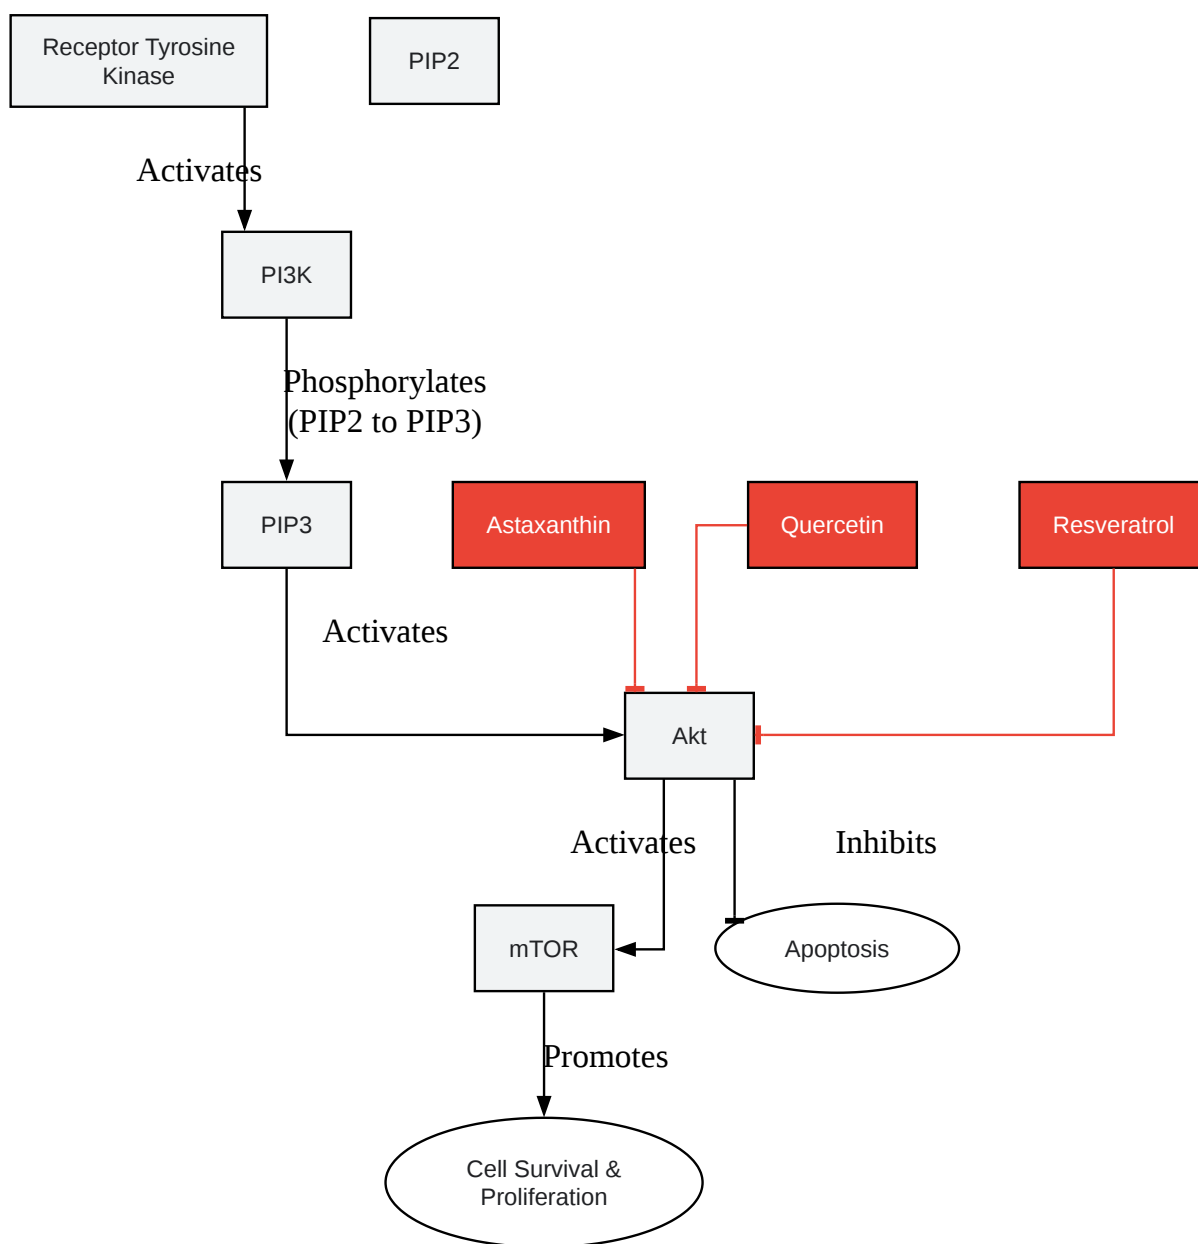 Receptor Tyrosine
Kinase
PIP2
Activates
PI3K
Phosphorylates
(PIP2 to PIP3)
PIP3
Astaxanthin
Quercetin
Resveratrol
Activates
Akt
Activates
Inhibits
mTOR
Apoptosis
Promotes
Cell Survival &
Proliferation